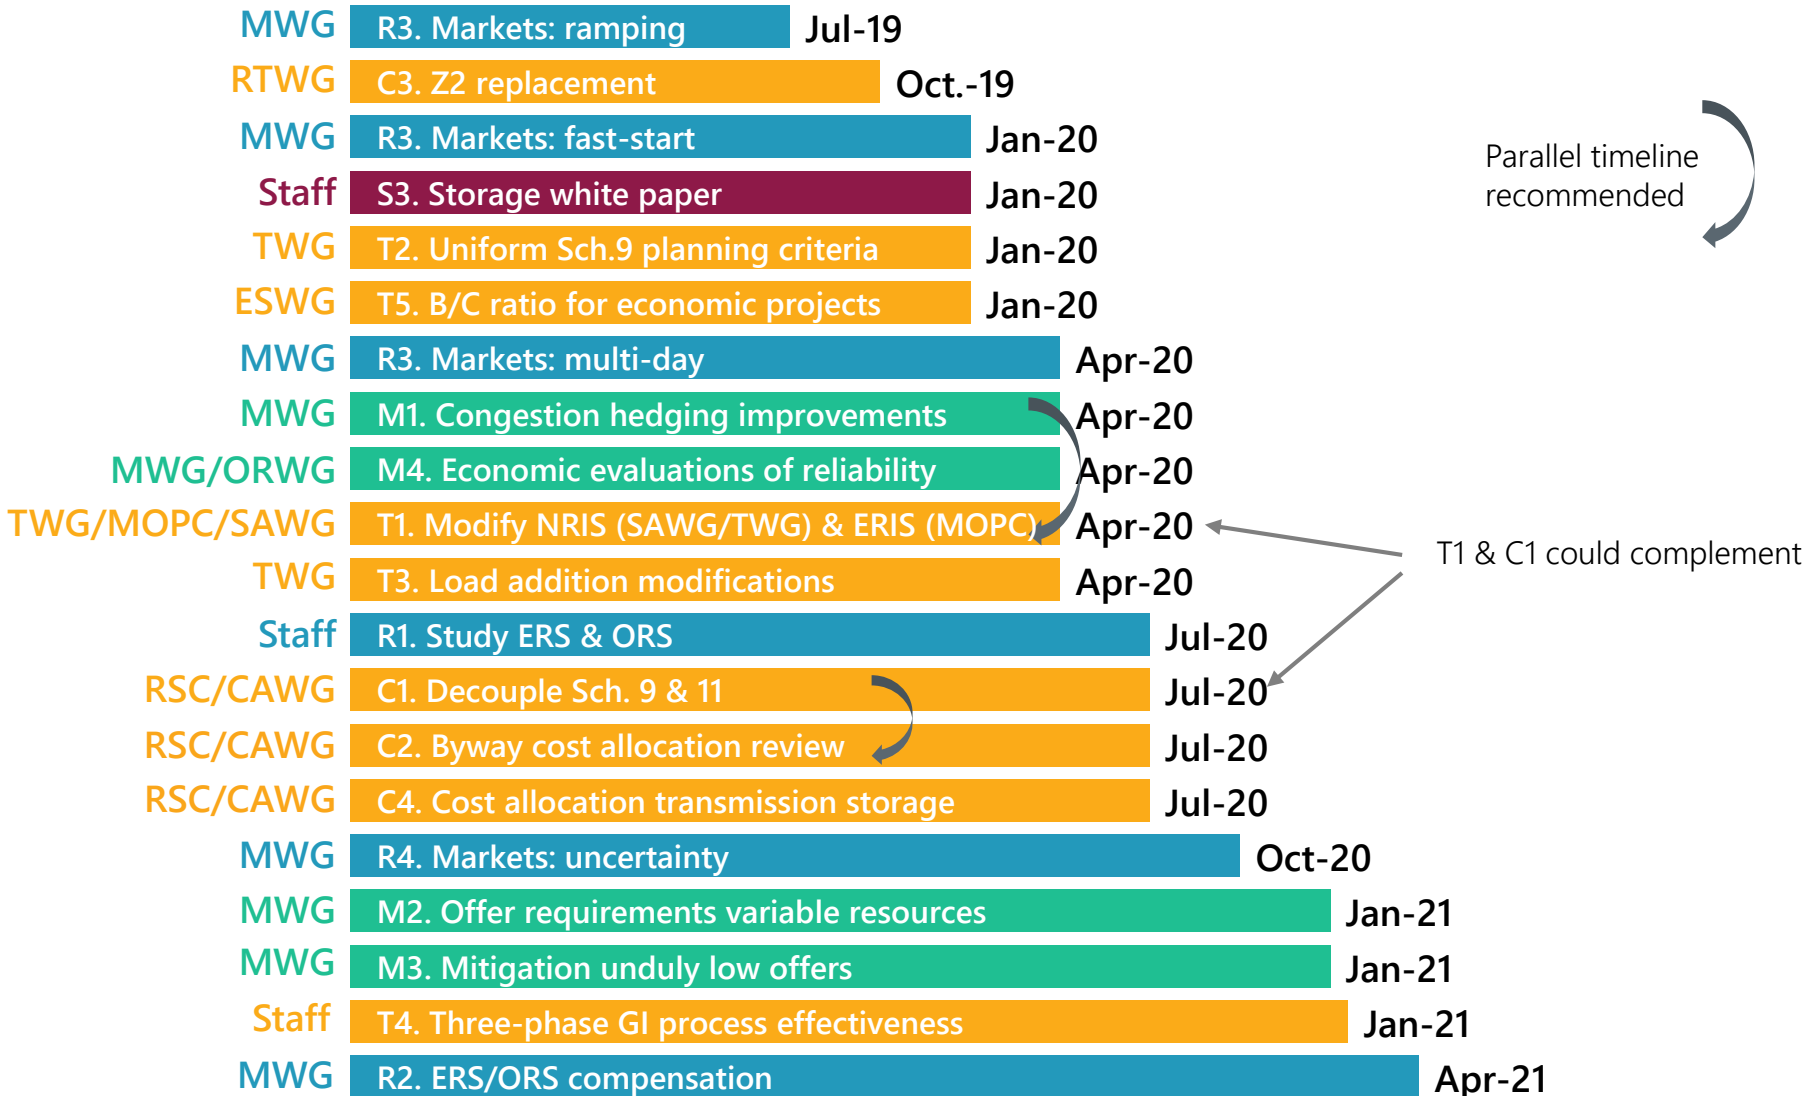 MWG R3. Markets: ramping Jul-19
RTWG C3. Z2 replacement Oct.-19
MWG R3. Markets: fast-start Jan-20
Staff S3. Storage white paper Jan-20
Parallel timeline
recommended
TWG T2. Uniform Sch.9 planning criteria Jan-20
ESWG T5. B/C ratio for economic projects Jan-20
MWG R3. Markets: multi-day Apr-20
MWG M1. Congestion hedging improvements Apr-20
MWG/ORWG M4. Economic evaluations of reliability Apr-20
TWG/MOPC/SAWG T1. Modify NRIS (SAWG/TWG) & ERIS (MOPC) Apr-20
T1 & C1 could complement
TWG T3. Load addition modifications Apr-20
Staff R1. Study ERS & ORS Jul-20
RSC/CAWG C1. Decouple Sch. 9 & 11 Jul-20
RSC/CAWG C2. Byway cost allocation review Jul-20
RSC/CAWG C4. Cost allocation transmission storage Jul-20
MWG R4. Markets: uncertainty Oct-20
MWG M2. Offer requirements variable resources Jan-21
MWG M3. Mitigation unduly low offers Jan-21
Staff T4. Three-phase GI process effectiveness Jan-21
MWG R2. ERS/ORS compensation Apr-21